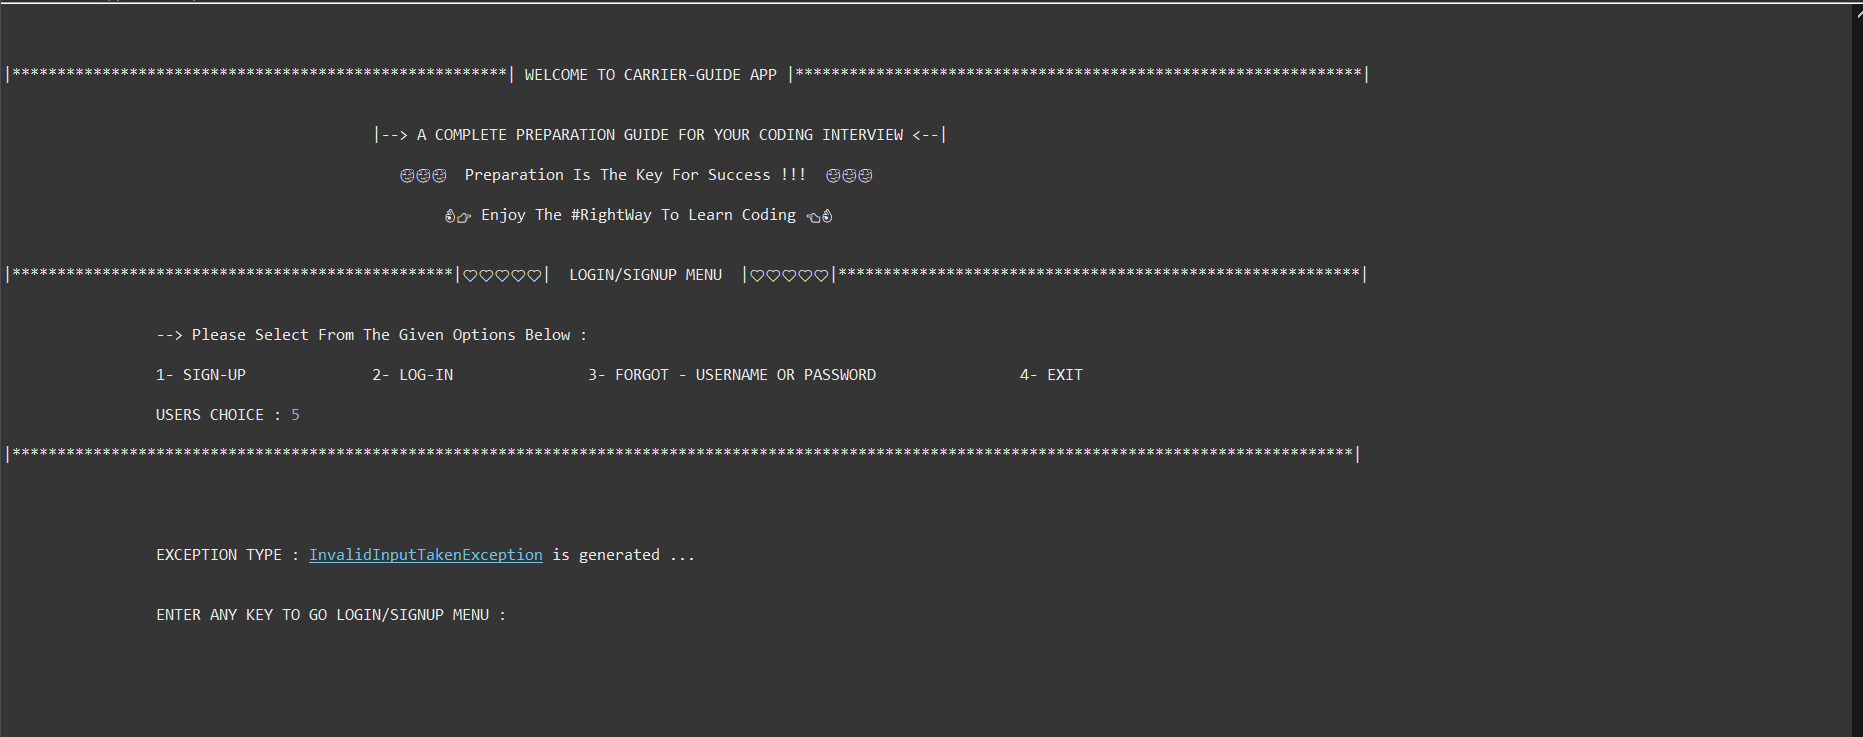 |*******************************************************| WELCOME TO CARRIER-GUIDE APP |***************************************************************|
|--> A COMPLETE PREPARATION GUIDE FOR YOUR CODING INTERVIEW <--|
😇😇😇 Preparation Is The Key For Success !!! 😇😇😇
👌👉 Enjoy The #RightWay To Learn Coding 👈👌
|*************************************************|♡♡♡♡♡| LOGIN/SIGNUP MENU |♡♡♡♡♡|**********************************************************|
--> Please Select From The Given Options Below :
1- SIGN-UP 2- LOG-IN 3- FORGOT - USERNAME OR PASSWORD 4- EXIT
USERS CHOICE : 5
|*****************************************************************************************************************************************************|
EXCEPTION TYPE : InvalidInputTakenException is generated ...
ENTER ANY KEY TO GO LOGIN/SIGNUP MENU :